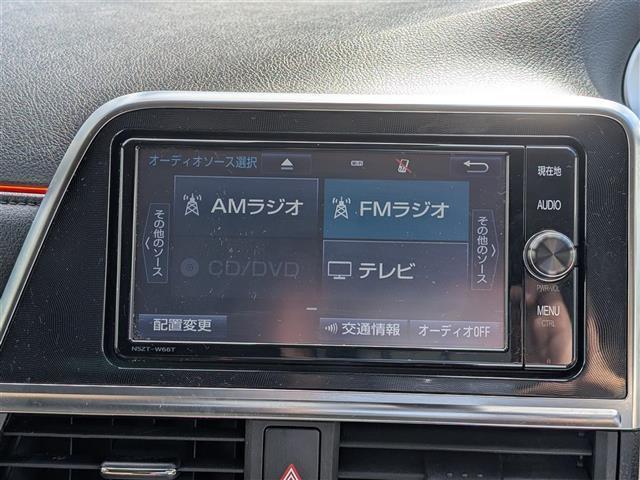 オーディオソース選択
現在地
AMラジオ
FMラジオ
AUDIO
その他のソース
その他のソース
CD/DVD
テレビ
PWR·VOL
MENU
CTRL
配置変更
交通情報
オーディオOFF
NSZT-W66T